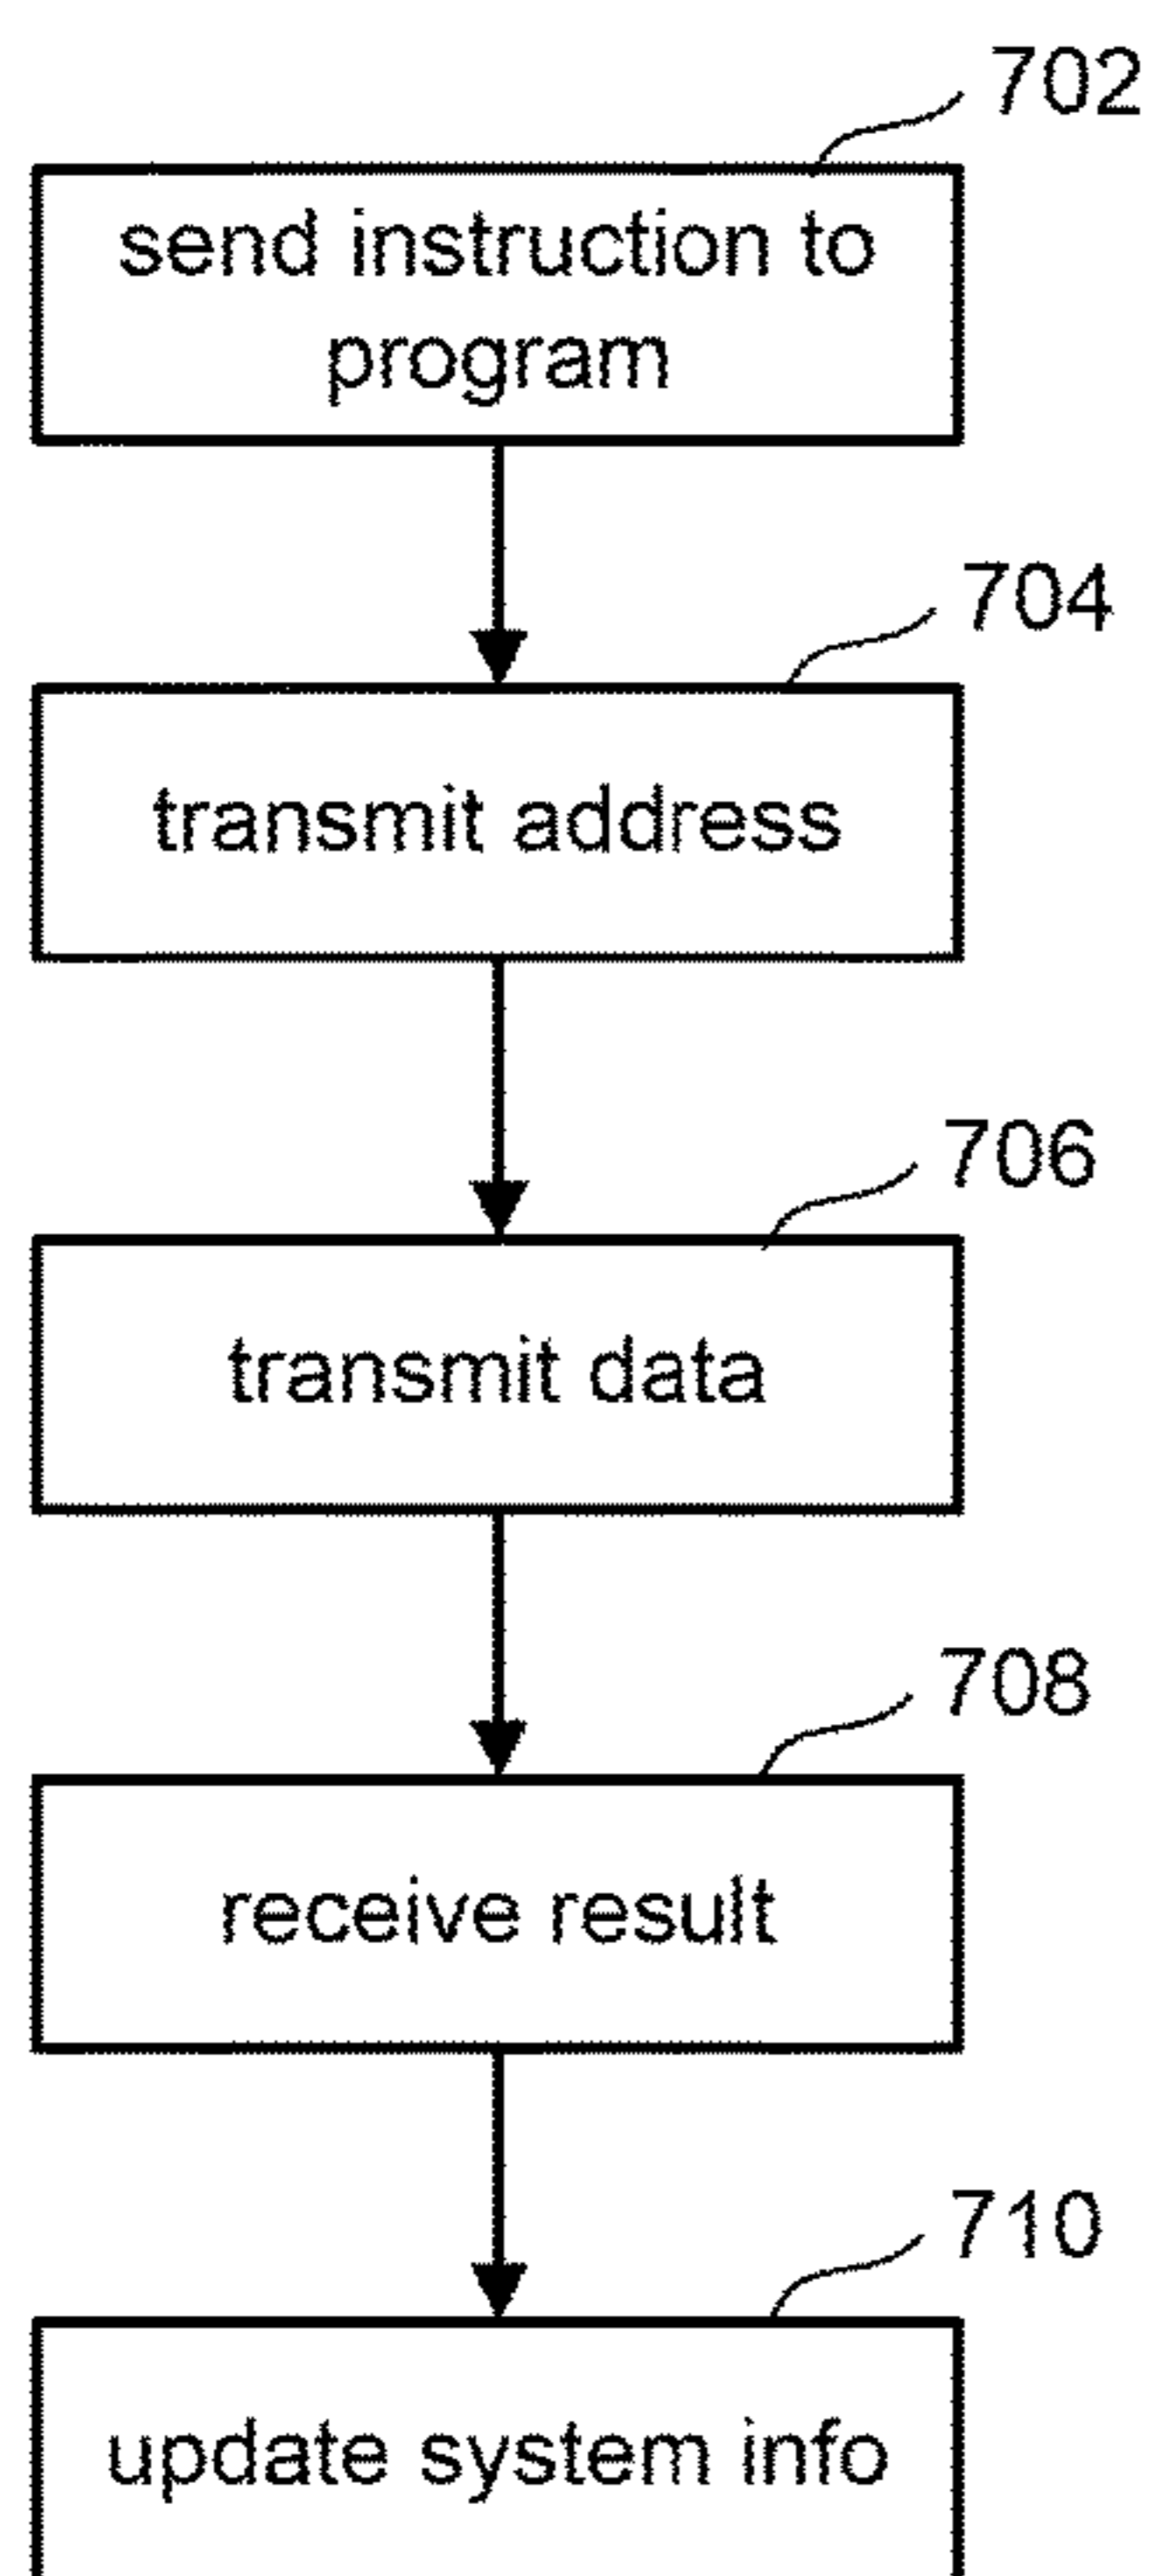 702
send instruction to
program
704
transmit address
706
transmit data
708
receive result
710
update system info